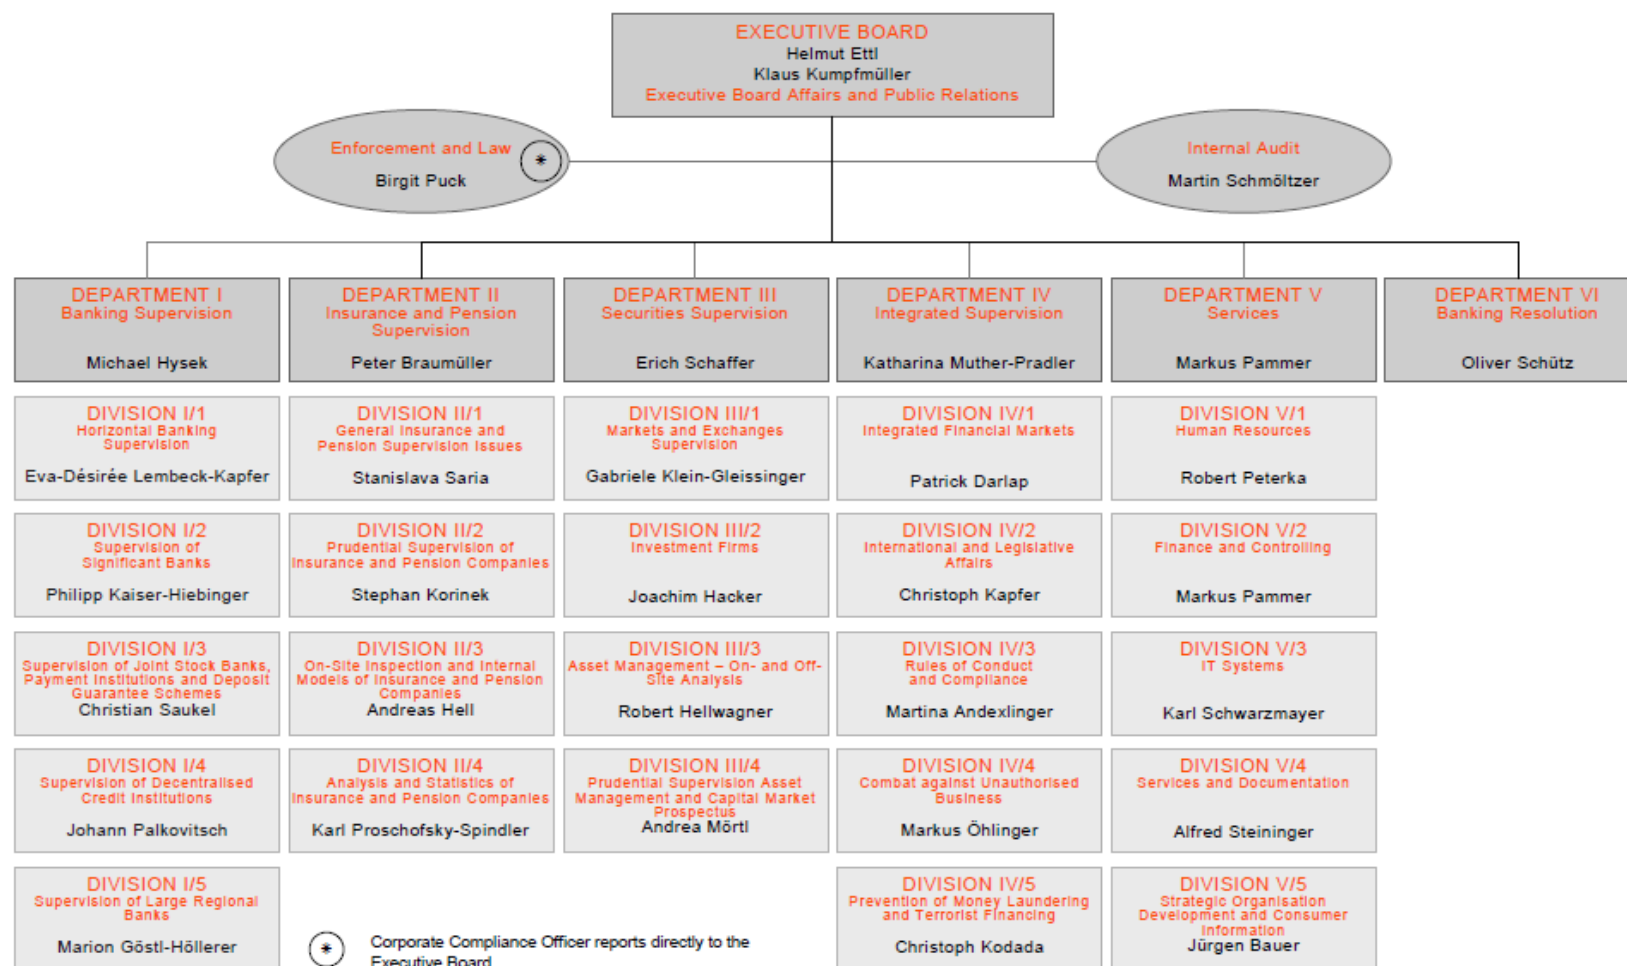 EXECUTIVE BOARD
Helmut Ettl
Klaus Kumpfmüller
Executive Board Affairs and Public Relations
Enforcement and Law
*
Birgit Puck
Internal Audit
Martin Schmöltzer
DEPARTMENT I
Banking Supervision
Michael Hysek
DEPARTMENT II
Insurance and Pension
Supervision
Peter Braumüller
DEPARTMENT III
Securities Supervision
Erich Schaffer
DEPARTMENT IV
Integrated Supervision
Katharina Muther-Pradler
DEPARTMENT V
Services
Markus Pammer
DEPARTMENT VI
Banking Resolution
Oliver Schütz
DIVISION I/1
Horizontal Banking
Supervision
Eva-Désirée Lembeck-Kapfer
DIVISION II/1
General Insurance and
Pension Supervision Issues
Stanislava Saria
DIVISION III/1
Markets and Exchanges
Supervision
Gabriele Klein-Gleissinger
DIVISION IV/1
Integrated Financial Markets
Patrick Darlap
DIVISION V/1
Human Resources
Robert Peterka
DIVISION I/2
Supervision of
Significant Banks
Philipp Kaiser-Hiebinger
DIVISION II/2
Prudential Supervision of
Insurance and Pension Companies
Stephan Korinek
DIVISION III/2
Investment Firms
Joachim Hacker
DIVISION IV/2
International and Legislative
Affairs
Christoph Kapfer
DIVISION V/2
Finance and Controlling
Markus Pammer
DIVISION I/3
Supervision of Joint Stock Banks,
Payment Institutions and Deposit
Guarantee Schemes
Christian Saukel
DIVISION II/3
On-Site Inspection and Internal
Models of Insurance and Pension
Companies
Andreas Hell
DIVISION III/3
Asset Management – On- and Off-
Site Analysis
Robert Hellwagner
DIVISION IV/3
Rules of Conduct
and Compliance
Martina Andexlinger
DIVISION V/3
IT Systems
Karl Schwarzmayer
DIVISION I/4
Supervision of Decentralised
Credit Institutions
Johann Palkovitsch
DIVISION II/4
Analysis and Statistics of
Insurance and Pension Companies
Karl Proschofsky-Spindler
DIVISION III/4
Prudential Supervision Asset
Management and Capital Market
Prospectus
Andrea Mörtl
DIVISION IV/4
Combat against Unauthorised
Business
Markus Öhlinger
DIVISION V/4
Services and Documentation
Alfred Steininger
DIVISION I/5
Supervision of Large Regional
Banks
Marion Göstl-Höllerer
DIVISION IV/5
Prevention of Money Laundering
and Terrorist Financing
Christoph Kodada
DIVISION V/5
Strategic Organisation
Development and Consumer
Information
Jürgen Bauer
* Corporate Compliance Officer reports directly to the
Executive Board